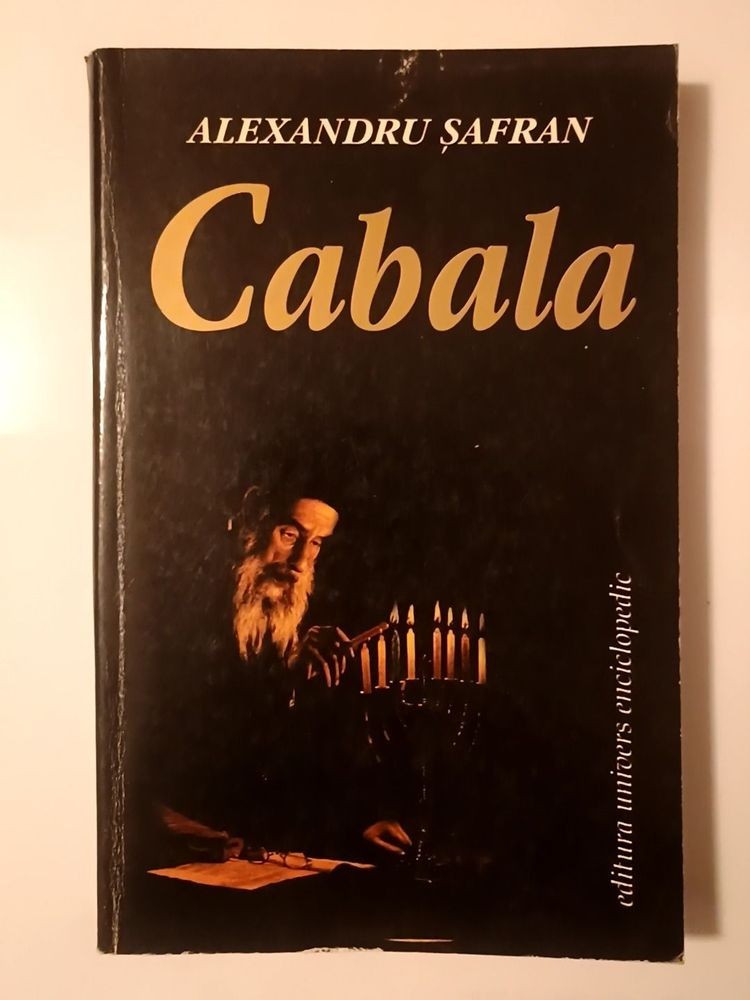 ALEXANDRU ȘAFRAN
Cabala
editura univers enciclopedic